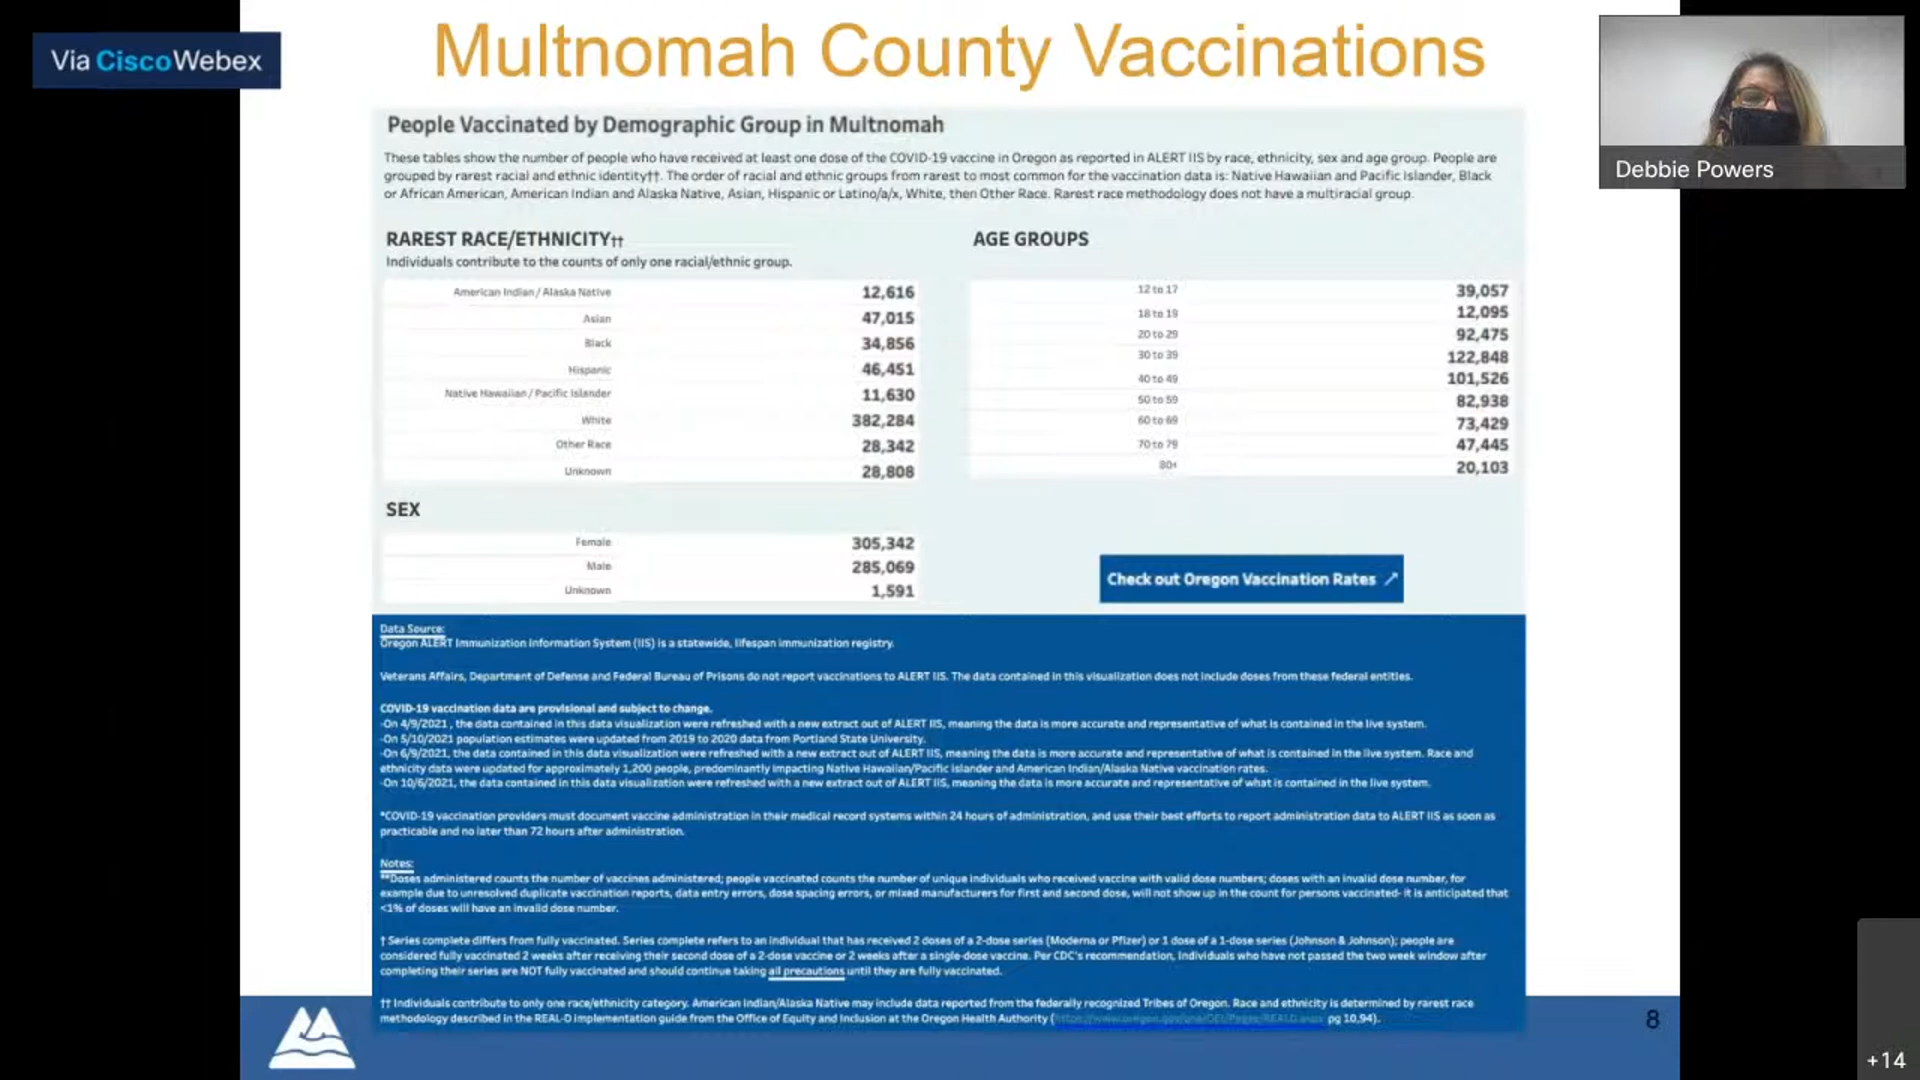 Multnomah County Vaccinations
Via CiscoWebex
Debbie Powers
People Vaccinated by Demographic Group in Multnomah
These tables show the number of people who have received at least one dose of the COVID-19 vaccine in Oregon as reported in ALERT IIS by race, ethnicity, sex and age group. People are
grouped by rarest racial and ethnic identity††. The order of racial and ethnic groups from rarest to most common for the vaccination data is: Native Hawaiian and Pacific Islander, Black
or African American, American Indian and Alaska Native, Asian, Hispanic or Latino/a/x, White, then Other Race. Rarest race methodology does not have a multiracial group.
RAREST RACE/ETHNICITY††
Individuals contribute to the counts of only one racial/ethnic group.
American Indian / Alaska Native 12,616
Asian 47,015
Black 34,856
Hispanic 46,451
Native Hawaiian / Pacific Islander 11,630
White 382,284
Other Race 28,342
Unknown 28,808
AGE GROUPS
12 to 17 39,057
18 to 19 12,095
20 to 29 92,475
30 to 39 122,848
40 to 49 101,526
50 to 59 82,938
60 to 69 73,429
70 to 79 47,445
80+ 20,103
SEX
Female 305,342
Male 285,069
Unknown 1,591
Check out Oregon Vaccination Rates ↗
Data Source:
Oregon ALERT Immunization Information System (IIS) is a statewide, lifespan immunization registry.
Veterans Affairs, Department of Defense and Federal Bureau of Prisons do not report vaccinations to ALERT IIS. The data contained in this visualization does not include doses from these federal entities.
COVID-19 vaccination data are provisional and subject to change.
-On 4/9/2021, the data contained in this data visualization were refreshed with a new extract out of ALERT IIS, meaning the data is more accurate and representative of what is contained in the live system.
-On 5/10/2021 population estimates were updated from 2019 to 2020 data from Portland State University.
-On 6/9/2021, the data contained in this data visualization were refreshed with a new extract out of ALERT IIS, meaning the data is more accurate and representative of what is contained in the live system. Race and
ethnicity data were updated for approximately 1,200 people, predominantly impacting Native Hawaiian/Pacific Islander and American Indian/Alaska Native vaccination rates.
-On 10/6/2021, the data contained in this data visualization were refreshed with a new extract out of ALERT IIS, meaning the data is more accurate and representative of what is contained in the live system.
*COVID-19 vaccination providers must document vaccine administration in their medical record systems within 24 hours of administration, and use their best efforts to report administration data to ALERT IIS as soon as
practicable and no later than 72 hours after administration.
Notes:
**Doses administered counts the number of vaccines administered; people vaccinated counts the number of unique individuals who received vaccine with valid dose numbers; doses with an invalid dose number, for
example due to unresolved duplicate vaccination reports, data entry errors, dose spacing errors, or mixed manufacturers for first and second dose, will not show up in the count for persons vaccinated- it is anticipated that
<1% of doses will have an invalid dose number.
† Series complete differs from fully vaccinated. Series complete refers to an individual that has received 2 doses of a 2-dose series (Moderna or Pfizer) or 1 dose of a 1-dose series (Johnson & Johnson); people are
considered fully vaccinated 2 weeks after receiving their second dose of a 2-dose vaccine or 2 weeks after a single-dose vaccine. Per CDC's recommendation, individuals who have not passed the two week window after
completing their series are NOT fully vaccinated and should continue taking all precautions until they are fully vaccinated.
†† Individuals contribute to only one race/ethnicity category. American Indian/Alaska Native may include data reported from the federally recognized Tribes of Oregon. Race and ethnicity is determined by rarest race
methodology described in the REAL-D implementation guide from the Office of Equity and Inclusion at the Oregon Health Authority ( pg 10,94).
8
+14